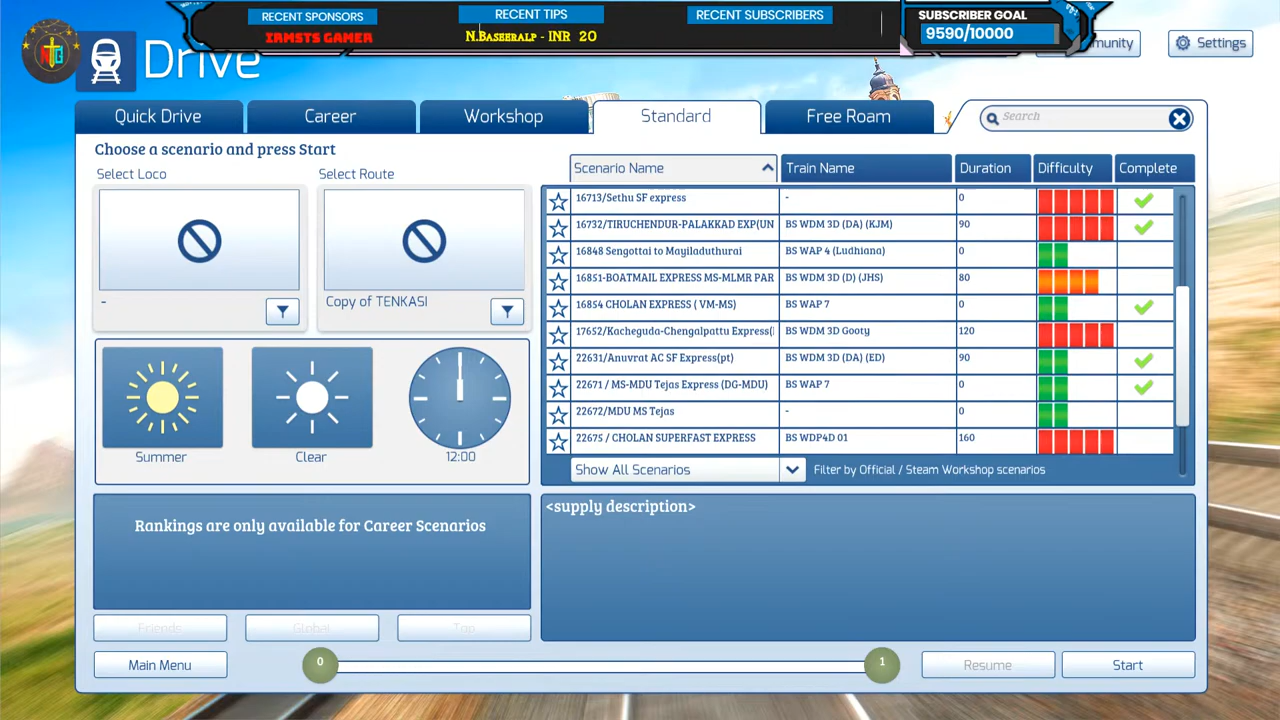 RECENT SPONSORS
IRMSTS GAMER
RECENT TIPS
N.Basheralp - INR 20
RECENT SUBSCRIBERS
SUBSCRIBER GOAL
9590/10000
Drive
Settings
Quick Drive
Career
Workshop
Standard
Free Roam
Search
Choose a scenario and press Start
Select Loco
Select Route
-
Copy of TENKASI
Summer
Clear
12:00
Scenario Name Train Name Duration Difficulty Complete
16713/Sethu SF express - 0
16732/TIRUCHENDUR-PALAKKAD EXP(UN BS WDM 3D (DA) (KJM) 90
16848 Sengottai to Mayiladuthurai BS WAP 4 (Ludhiana) 0
16851-BOATMAIL EXPRESS MS-MLMR PAR BS WDM 3D (D) (JHS) 80
16854 CHOLAN EXPRESS ( VM-MS) BS WAP 7 0
17652/Kacheguda-Chengalpattu Express( BS WDM 3D Gooty 120
22631/Anuvrat AC SF Express(pt) BS WDM 3D (DA) (ED) 90
22671 / MS-MDU Tejas Express (DG-MDU) BS WAP 7 0
22672/MDU MS Tejas - 0
22675 / CHOLAN SUPERFAST EXPRESS BS WDP4D 01 160
Show All Scenarios
Filter by Official / Steam Workshop scenarios
Rankings are only available for Career Scenarios
<supply description>
Friends
Global
Top
Main Menu
0
1
Resume
Start